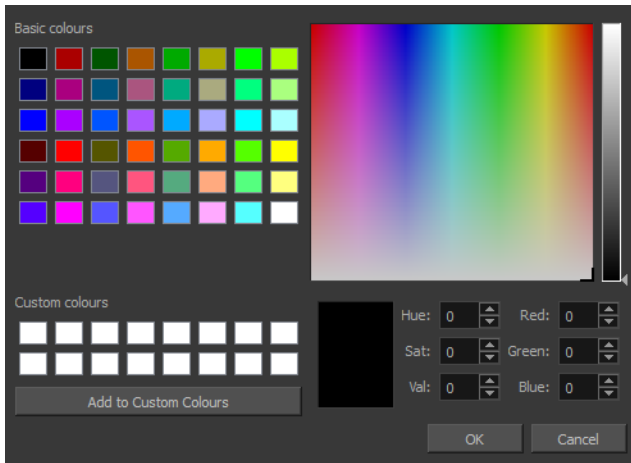 Basic colours
Custom colours
Add to Custom Colours
Hue: 0 Red: 0
Sat: 0 Green: 0
Val: 0 Blue: 0
OK Cancel